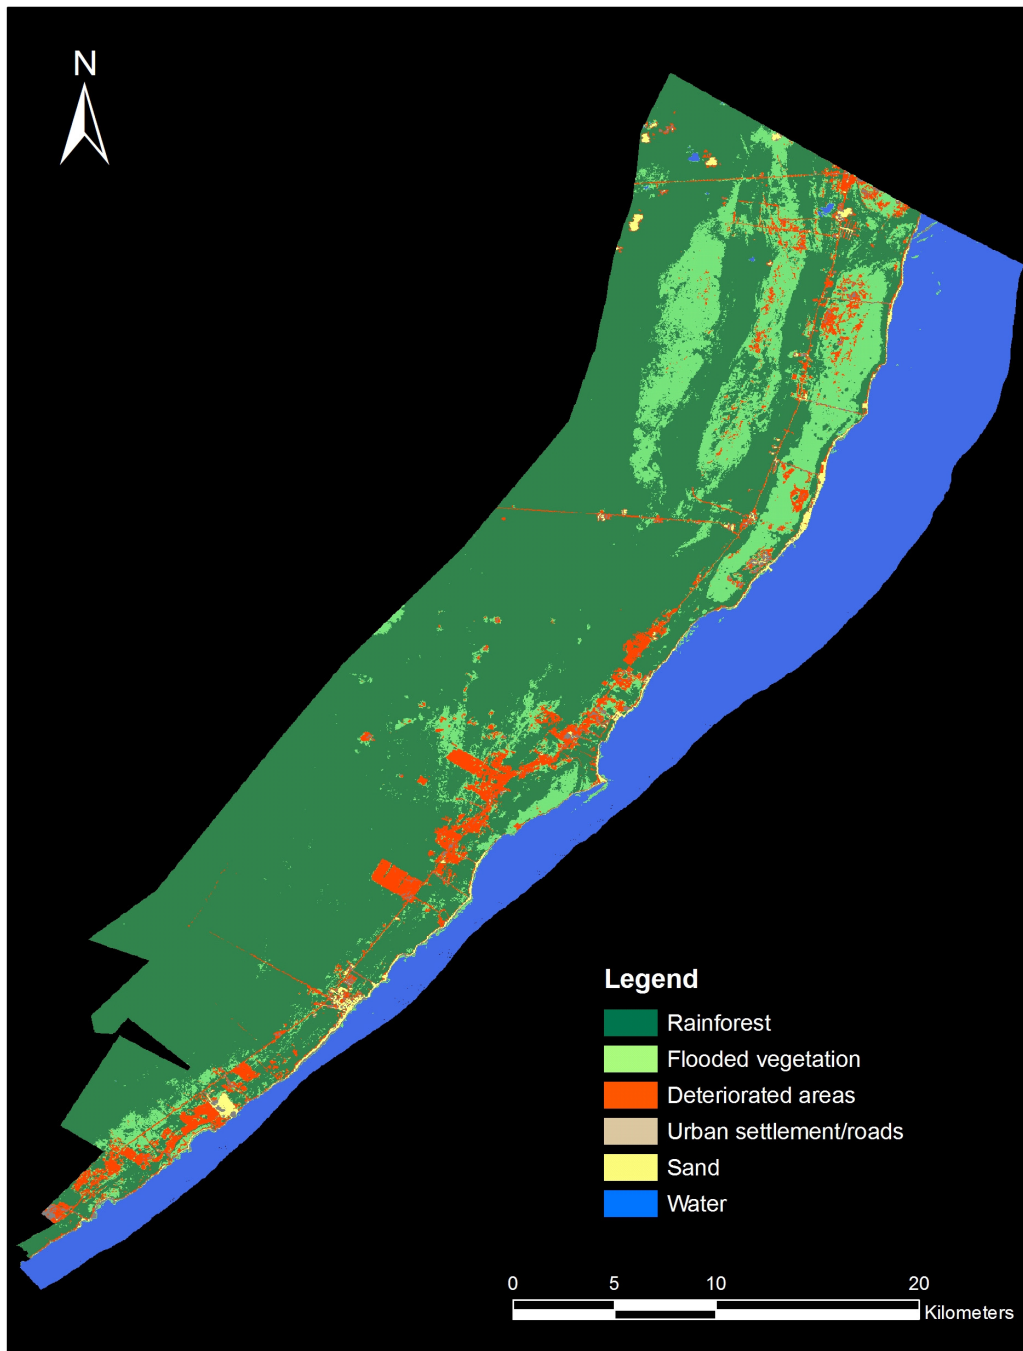 N
Legend
Rainforest
Flooded vegetation
Deteriorated areas
Urban settlement/roads
Sand
Water
0 5 10 20
Kilometers